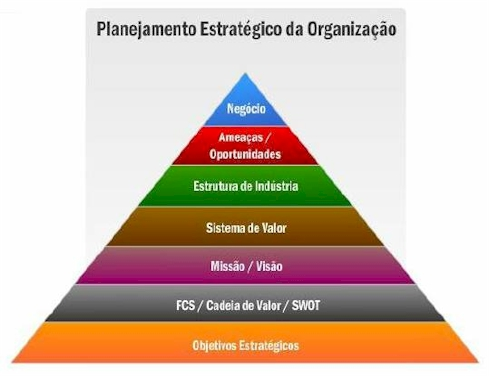 Planejamento Estratégico da Organização
Negócio
Ameaças /
Oportunidades
Estrutura de Indústria
Sistema de Valor
Missão / Visão
FCS / Cadeia de Valor / SWOT
Objetivos Estratégicos